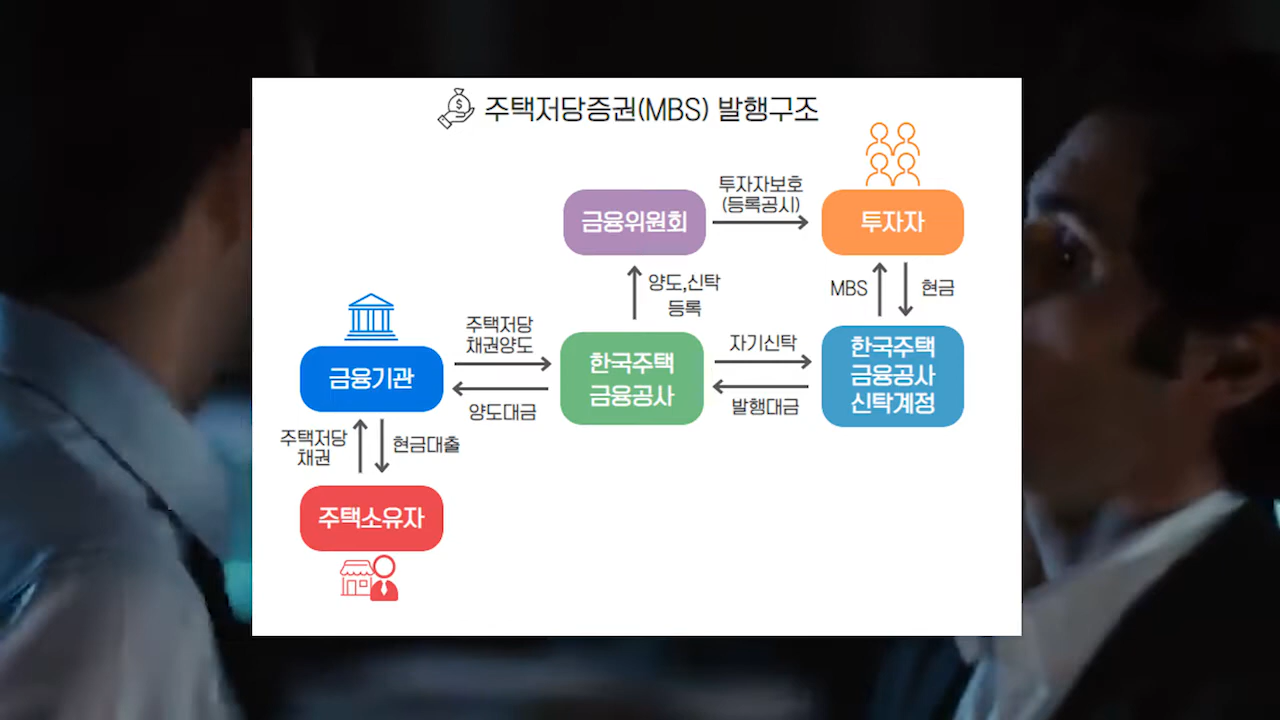 주택저당증권(MBS) 발행구조
투자자보호
(등록공시)
금융위원회
투자자
양도,신탁
등록
MBS
현금
주택저당
채권양도
금융기관
양도대금
한국주택
금융공사
자기신탁
발행대금
한국주택
금융공사
신탁계정
주택저당
채권
현금대출
주택소유자